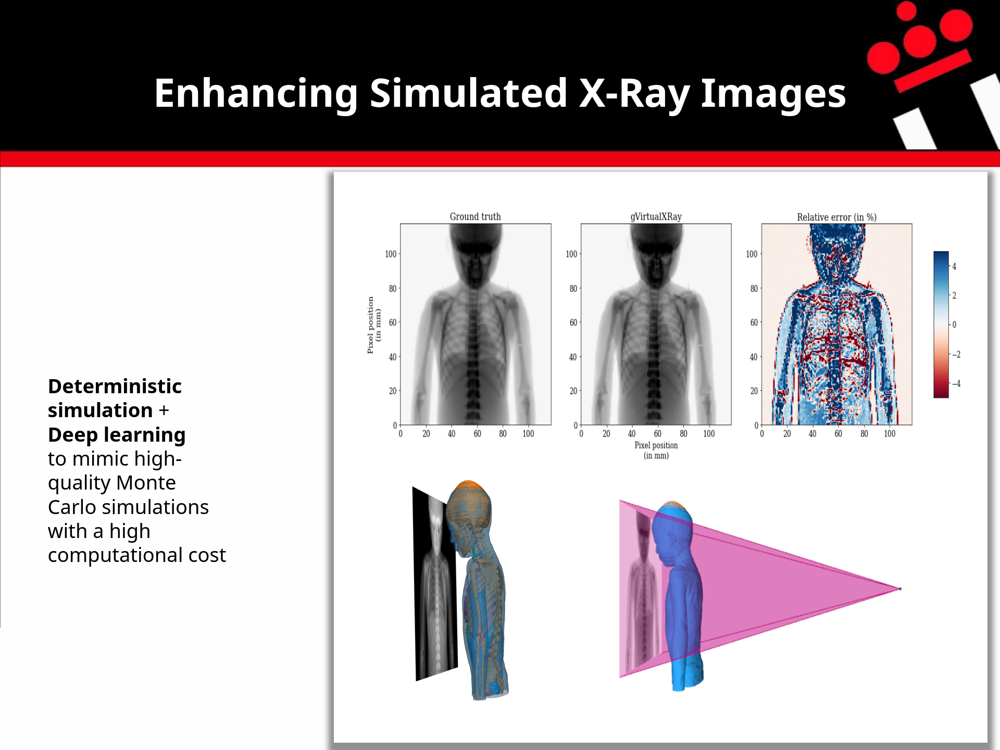 Enhancing Simulated X-Ray Images
Deterministic
simulation +
Deep learning
to mimic high-
quality Monte
Carlo simulations
with a high
computational cost
Ground truth
gVirtualXRay
Relative error (in %)
Pixel position
(in mm)
100
80
60
40
20
0
0 20 40 60 80 100
100
80
60
40
20
0
0 20 40 60 80 100
Pixel position
(in mm)
100
80
60
40
20
0
0 20 40 60 80 100
4
2
0
−2
−4